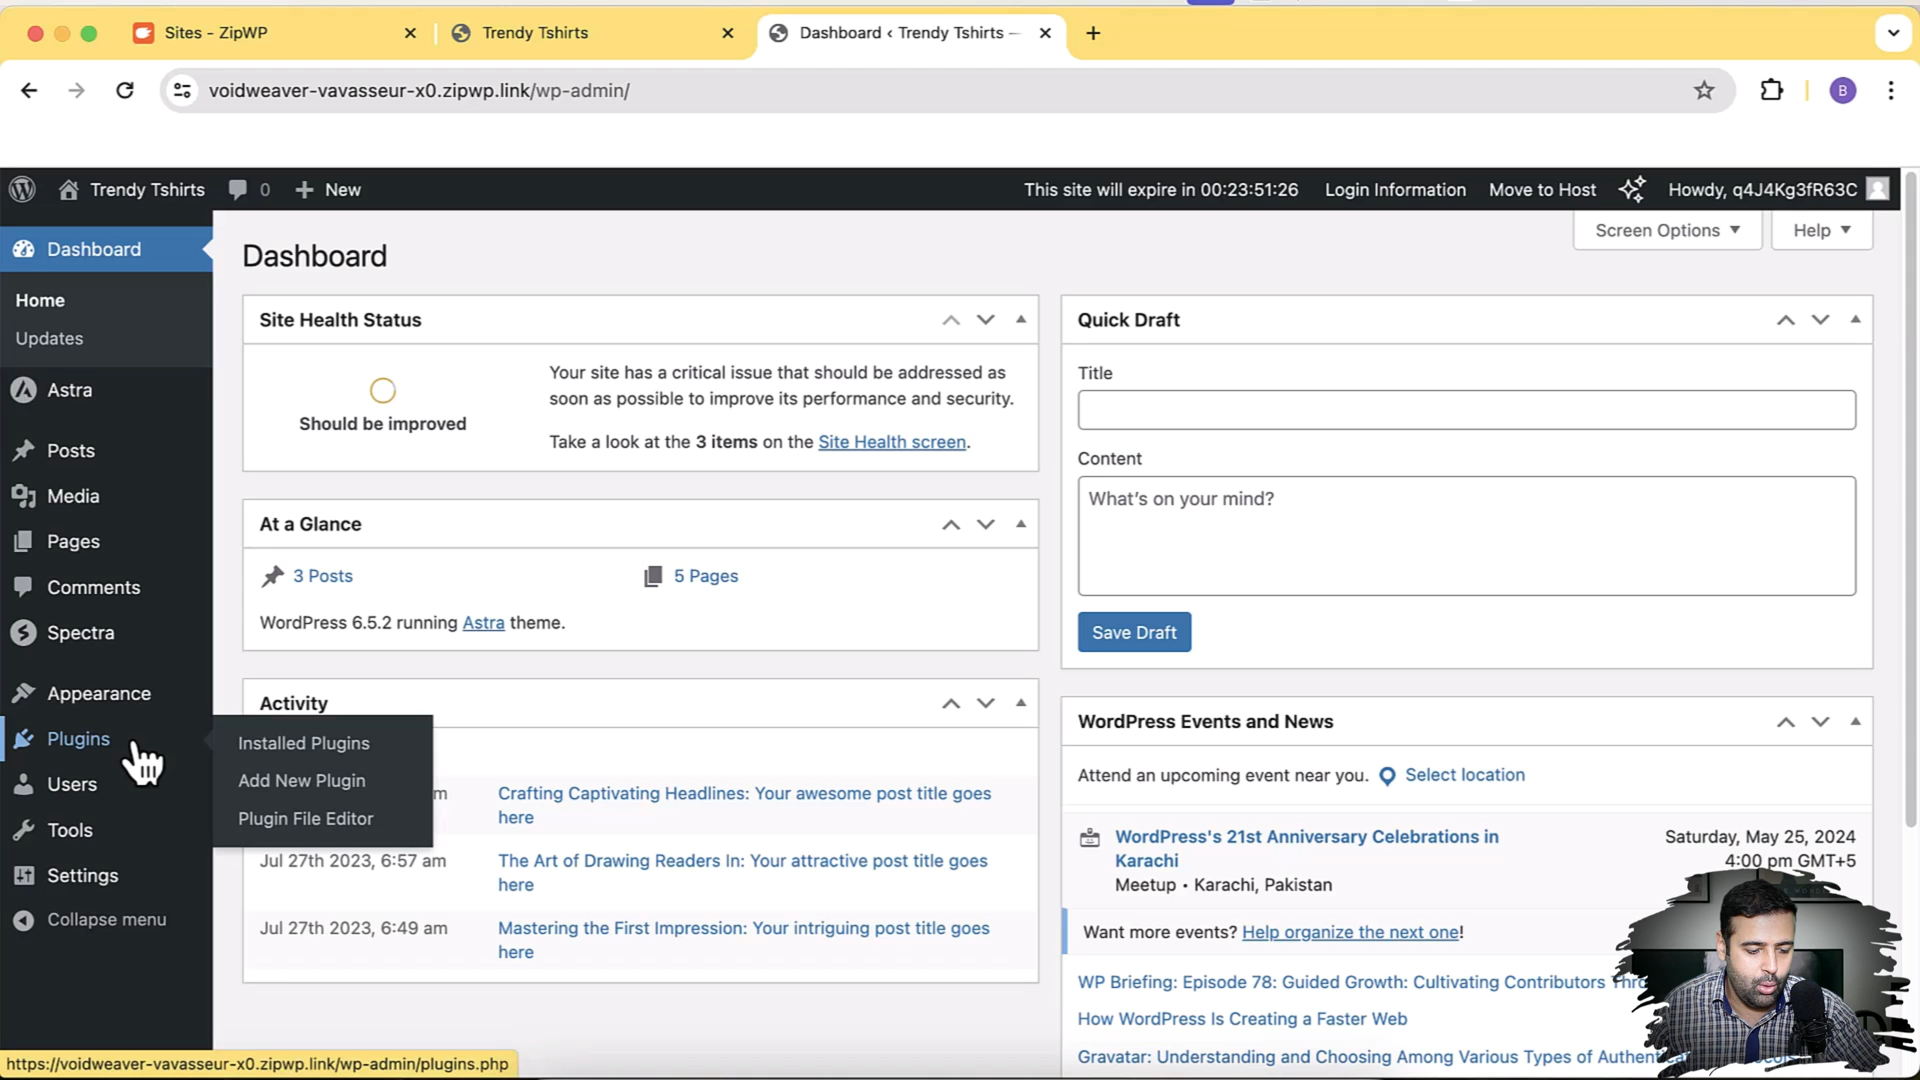 Sites - ZipWP
Trendy Tshirts
Dashboard ‹ Trendy Tshirts —
voidweaver-vavasseur-x0.zipwp.link/wp-admin/
B
Trendy Tshirts
0
New
This site will expire in 00:23:51:26
Login Information
Move to Host
Howdy, q4J4Kg3fR63C
Dashboard
Home
Updates
Astra
Posts
Media
Pages
Comments
Spectra
Appearance
Plugins
Users
Tools
Settings
Collapse menu
Installed Plugins
Add New Plugin
Plugin File Editor
Screen Options
Help
Dashboard
Site Health Status
Should be improved
Your site has a critical issue that should be addressed as
soon as possible to improve its performance and security.
Take a look at the 3 items on the Site Health screen.
At a Glance
3 Posts
5 Pages
WordPress 6.5.2 running Astra theme.
Activity
m
Crafting Captivating Headlines: Your awesome post title goes
here
Jul 27th 2023, 6:57 am
The Art of Drawing Readers In: Your attractive post title goes
here
Jul 27th 2023, 6:49 am
Mastering the First Impression: Your intriguing post title goes
here
Quick Draft
Title
Content
What's on your mind?
Save Draft
WordPress Events and News
Attend an upcoming event near you.
Select location
WordPress's 21st Anniversary Celebrations in
Karachi
Meetup • Karachi, Pakistan
Saturday, May 25, 2024
4:00 pm GMT+5
Want more events? Help organize the next one!
WP Briefing: Episode 78: Guided Growth: Cultivating Contributors
How WordPress Is Creating a Faster Web
Gravatar: Understanding and Choosing Among Various Types of
https://voidweaver-vavasseur-x0.zipwp.link/wp-admin/plugins.php